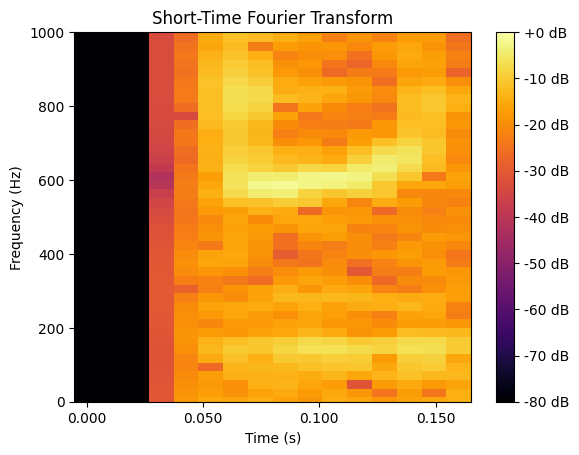 Short-Time Fourier Transform
Frequency (Hz)
1000
800
600
400
200
0
0.000
0.050
0.100
0.150
Time (s)
+0 dB
-10 dB
-20 dB
-30 dB
-40 dB
-50 dB
-60 dB
-70 dB
-80 dB